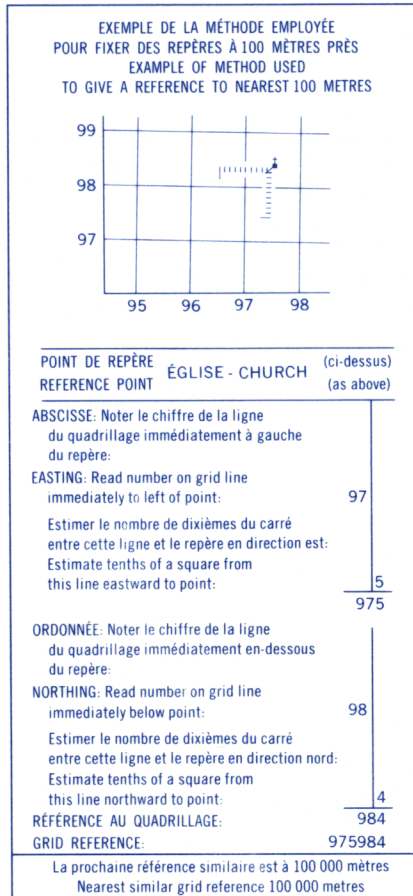 EXEMPLE DE LA MÉTHODE EMPLOYÉE
POUR FIXER DES REPÈRES À 100 MÈTRES PRÈS
EXAMPLE OF METHOD USED
TO GIVE A REFERENCE TO NEAREST 100 METRES
99
98
97
95 96 97 98
POINT DE REPÈRE ÉGLISE - CHURCH (ci-dessus)
REFERENCE POINT (as above)
ABSCISSE: Noter le chiffre de la ligne
du quadrillage immédiatement à gauche
du repère:
EASTING: Read number on grid line
immediately to left of point: 97
Estimer le nombre de dixièmes du carré
entre cette ligne et le repère en direction est:
Estimate tenths of a square from
this line eastward to point: 5
975
ORDONNÉE: Noter le chiffre de la ligne
du quadrillage immédiatement en-dessous
du repère:
NORTHING: Read number on grid line
immediately below point: 98
Estimer le nombre de dixièmes du carré
entre cette ligne et le repère en direction nord:
Estimate tenths of a square from
this line northward to point: 4
RÉFÉRENCE AU QUADRILLAGE: 984
GRID REFERENCE: 975984
La prochaine référence similaire est à 100 000 mètres
Nearest similar grid reference 100 000 metres